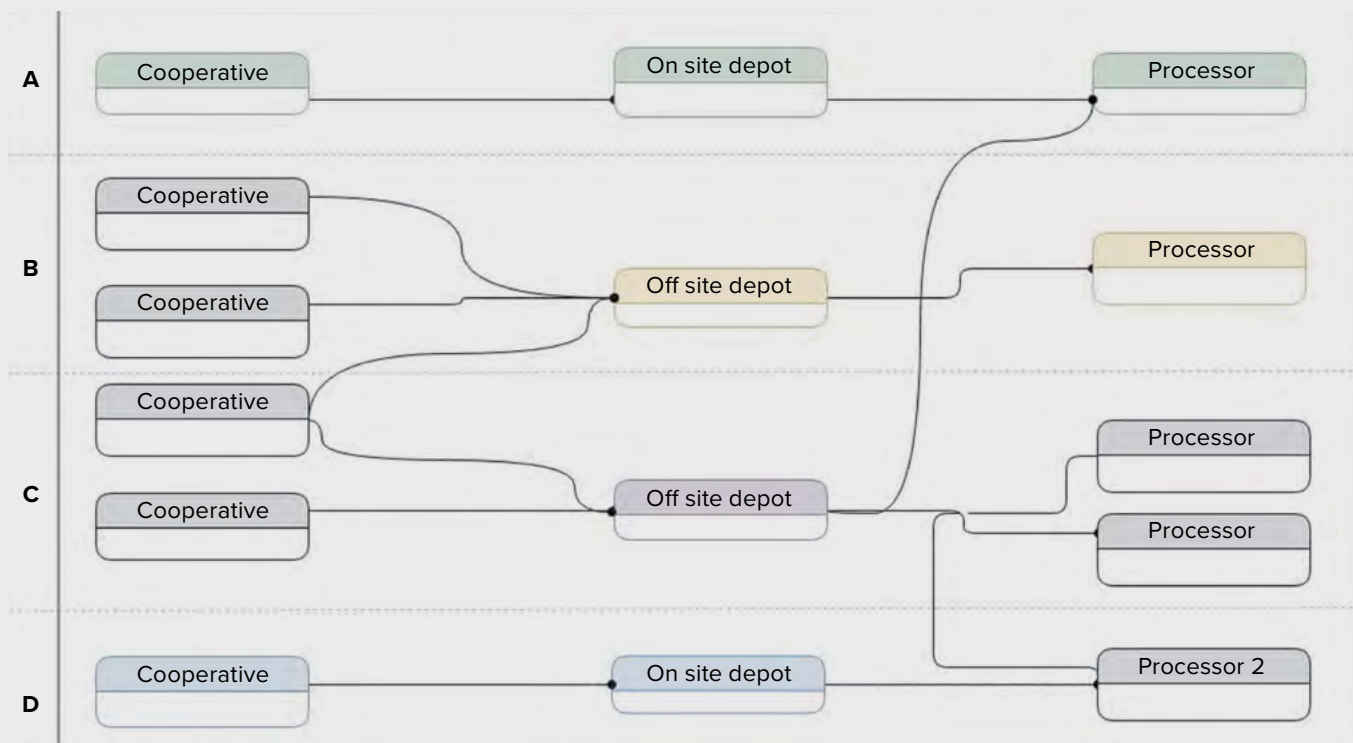 A
Cooperative
On site depot
Processor
B
Cooperative
Cooperative
Off site depot
Processor
C
Cooperative
Cooperative
Off site depot
Processor
Processor
D
Cooperative
On site depot
Processor 2